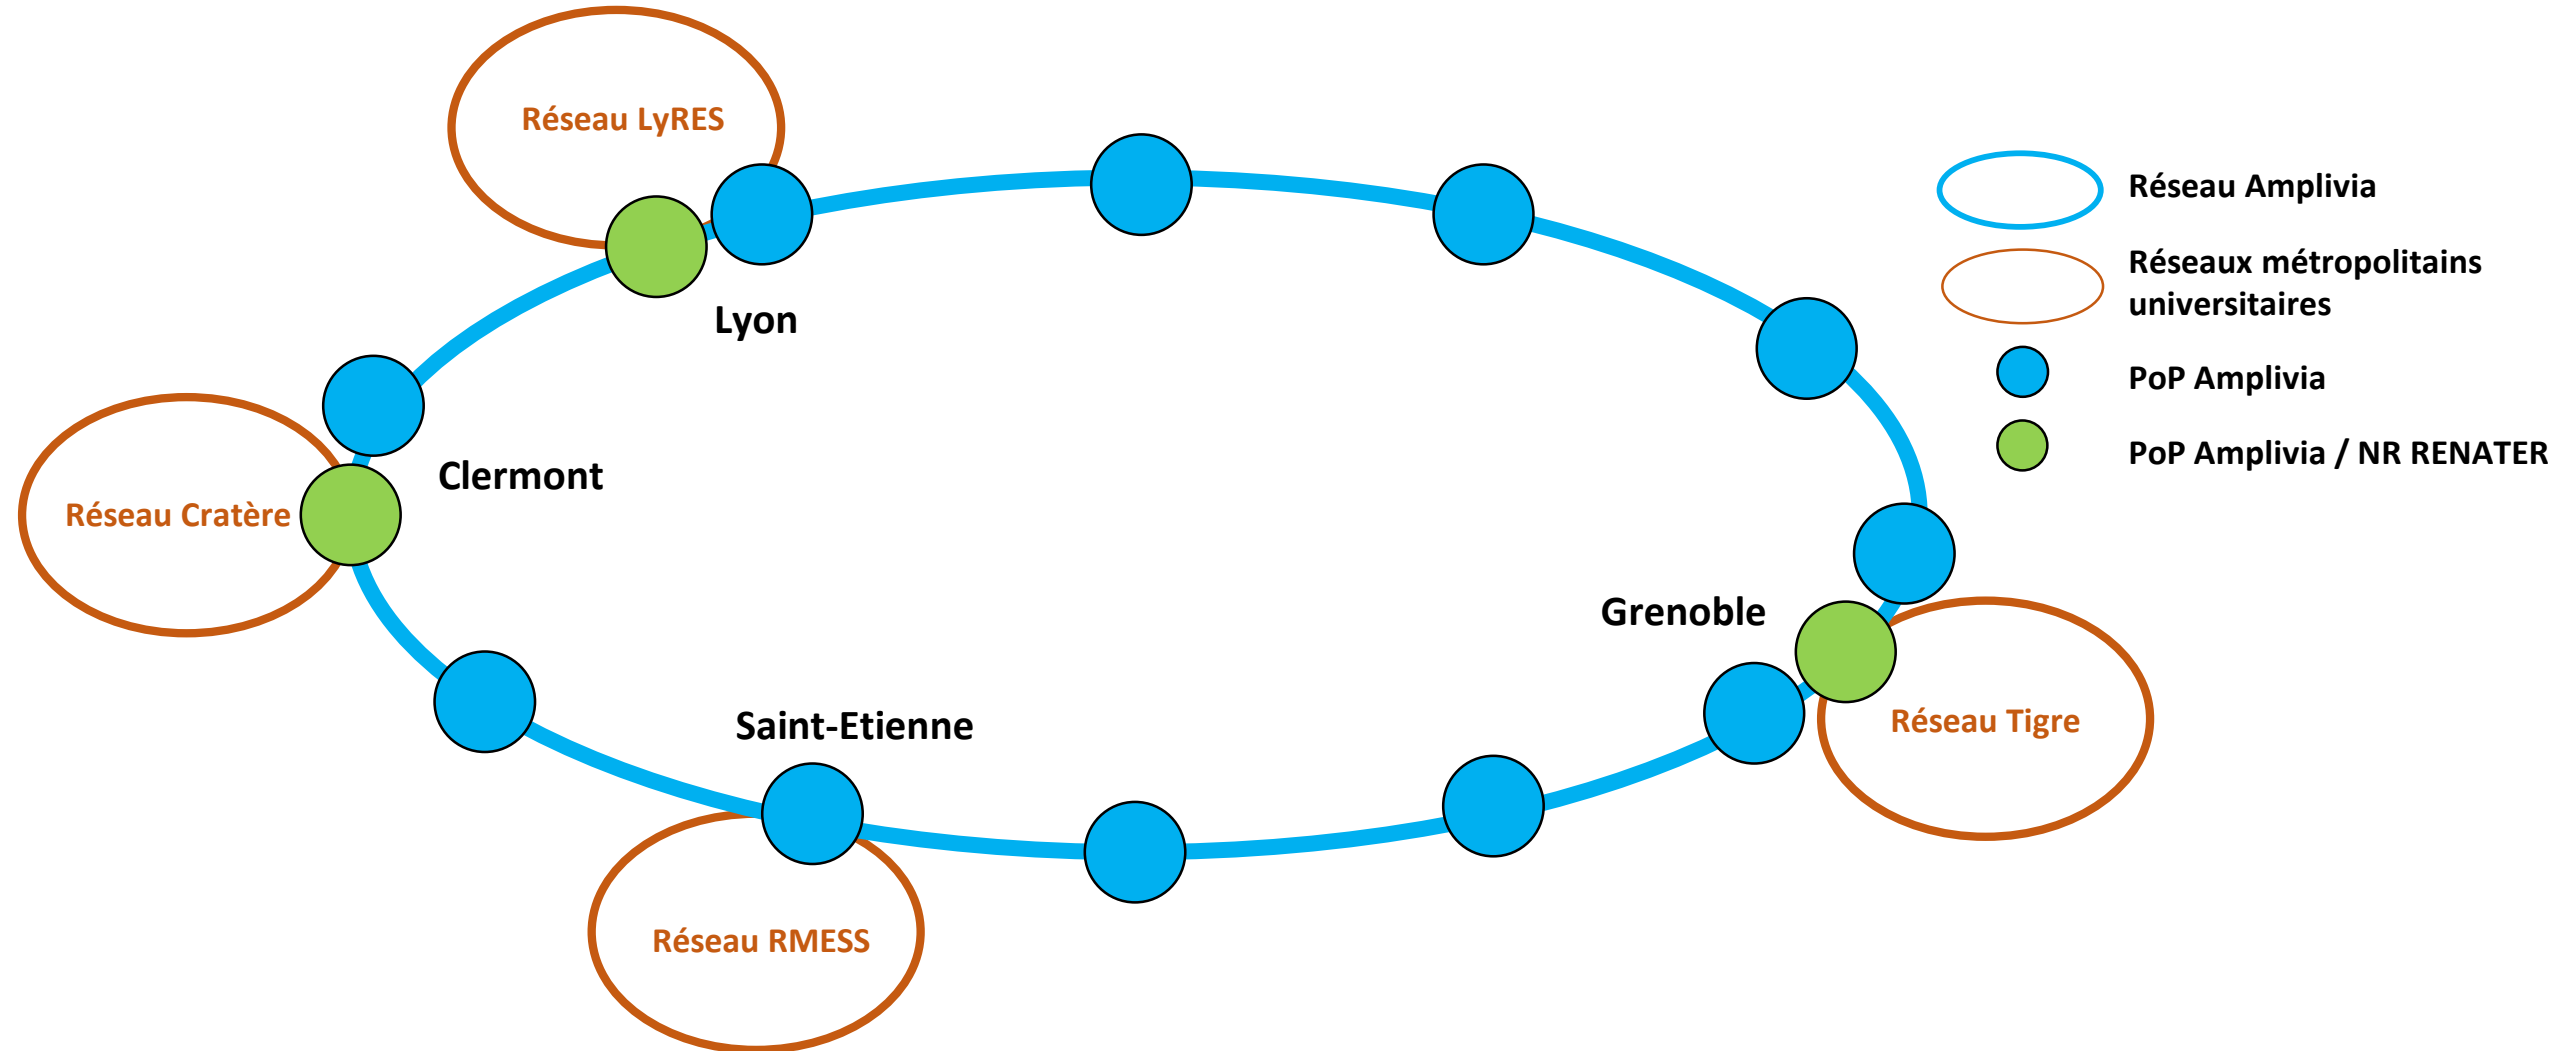 Réseau LyRES
Lyon
Clermont
Réseau Cratère
Saint-Etienne
Réseau RMESS
Grenoble
Réseau Tigre
Réseau Amplivia
Réseaux métropolitains
universitaires
PoP Amplivia
PoP Amplivia / NR RENATER